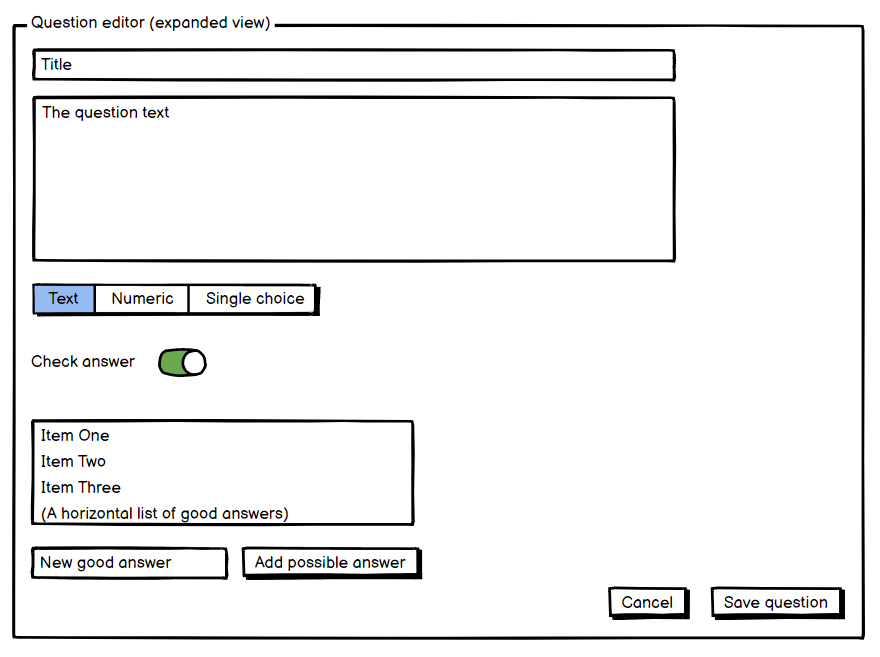 Question editor (expanded view)
Title
The question text
Text Numeric Single choice
Check answer
Item One
Item Two
Item Three
(A horizontal list of good answers)
New good answer Add possible answer
Cancel Save question